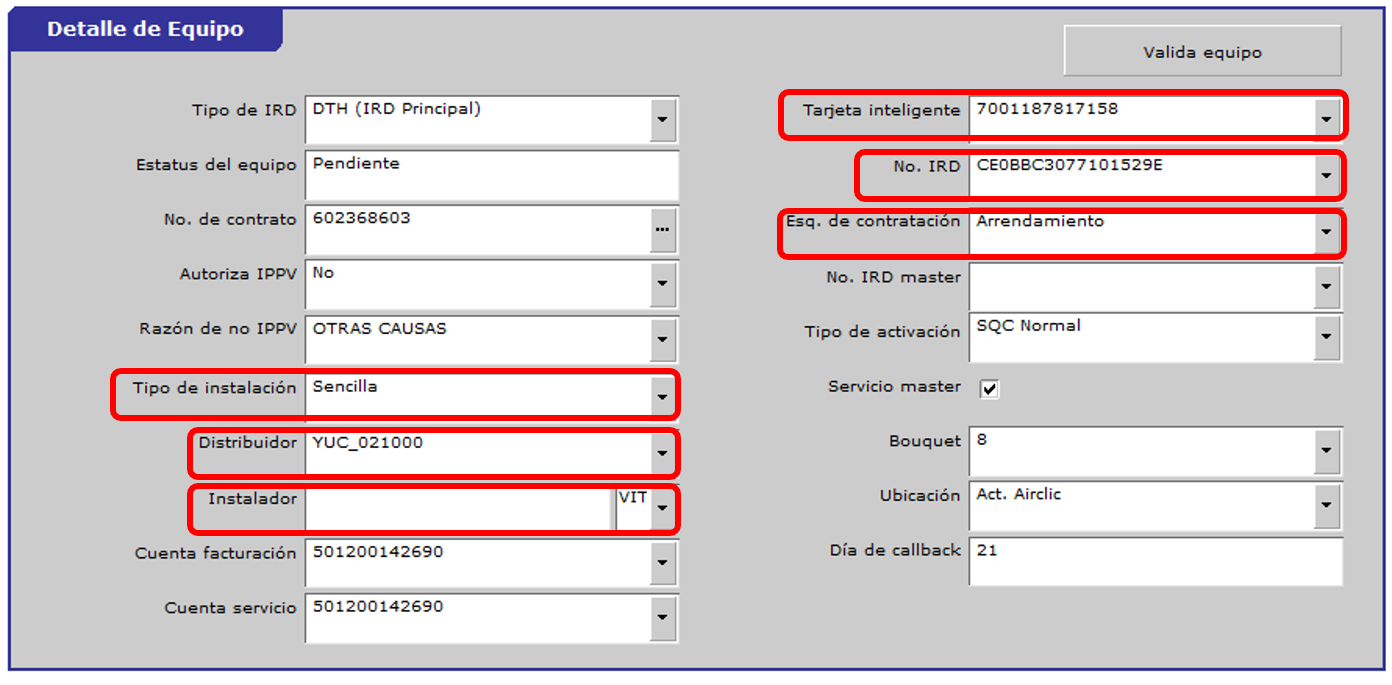 Detalle de Equipo
Valida equipo
Tipo de IRD DTH (IRD Principal)
Estatus del equipo Pendiente
No. de contrato 602368603 ...
Autoriza IPPV No
Razón de no IPPV OTRAS CAUSAS
Tipo de instalación Sencilla
Distribuidor YUC_021000
Instalador VIT
Cuenta facturación 501200142690
Cuenta servicio 501200142690
Tarjeta inteligente 7001187817158
No. IRD CE0BBC3077101529E
Esq. de contratación Arrendamiento
No. IRD master
Tipo de activación SQC Normal
Servicio master
Bouquet 8
Ubicación Act. Airclic
Día de callback 21